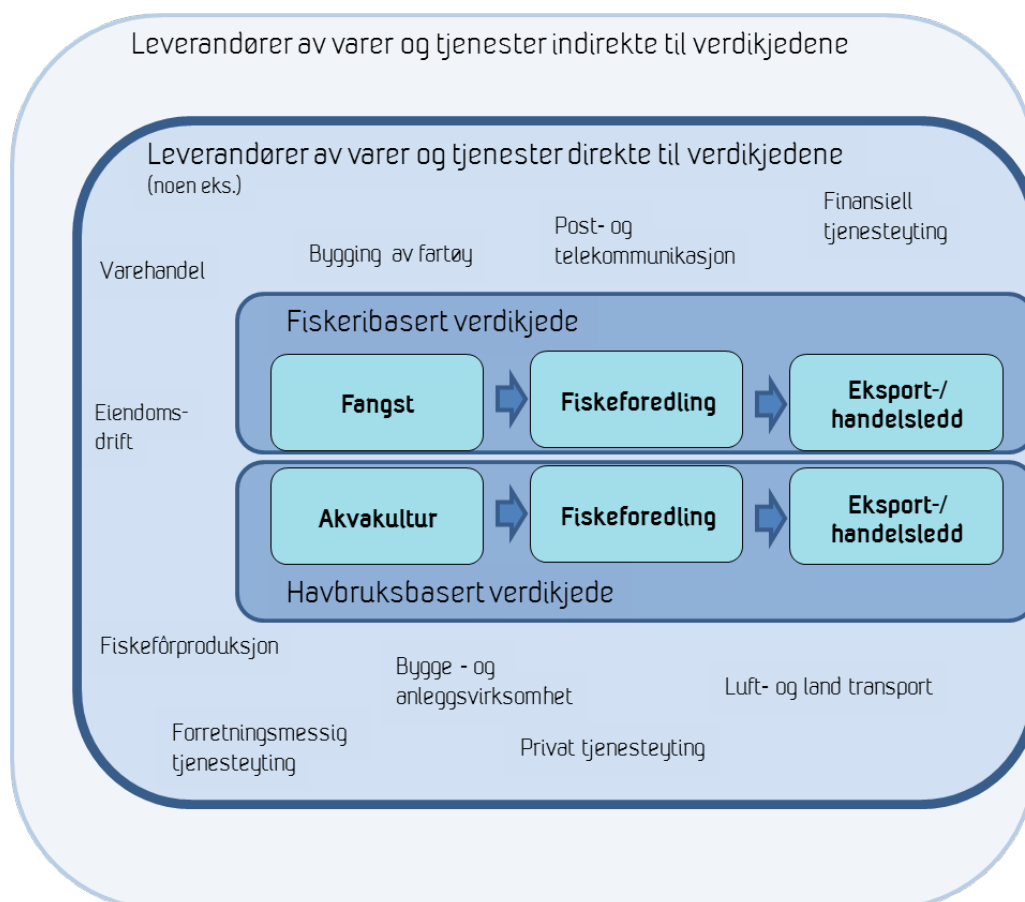 Leverandører av varer og tjenester indirekte til verdikjedene
Leverandører av varer og tjenester direkte til verdikjedene
(noen eks.)
Finansiell
tjenesteyting
Post- og
telekommunikasjon
Bygging av fartøy
Varehandel
Fiskeribasert verdikjede
Fangst
Fiskeforedling
Eksport-/
handelsledd
Eiendoms-
drift
Akvakultur
Fiskeforedling
Eksport-/
handelsledd
Havbruksbasert verdikjede
Fiskefôrproduksjon
Bygge - og
anleggsvirksomhet
Luft- og land transport
Forretningsmessig
tjenesteyting
Privat tjenesteyting